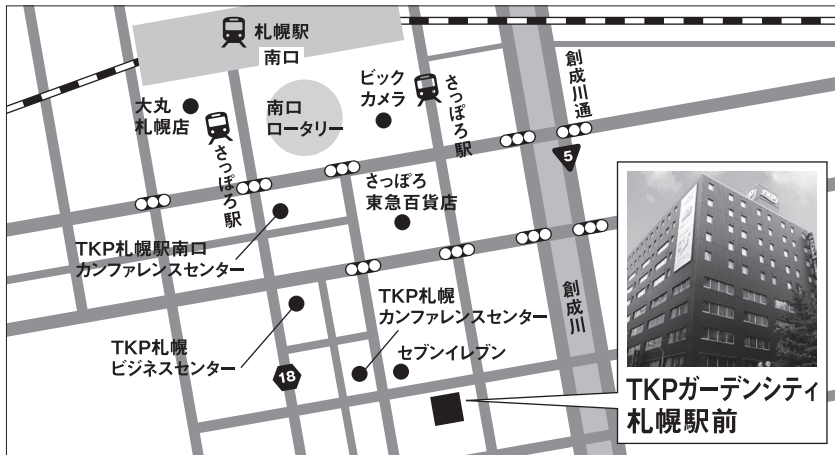 札幌駅
南口
大丸
札幌店
さっぽろ駅
南口
ロータリー
ビック
カメラ
さっぽろ駅
創成川通
5
さっぽろ
東急百貨店
TKP札幌駅南口
カンファレンスセンター
TKP札幌
ビジネスセンター
18
TKP札幌
カンファレンスセンター
セブンイレブン
創成川
TKP
TKPガーデンシティ
札幌駅前